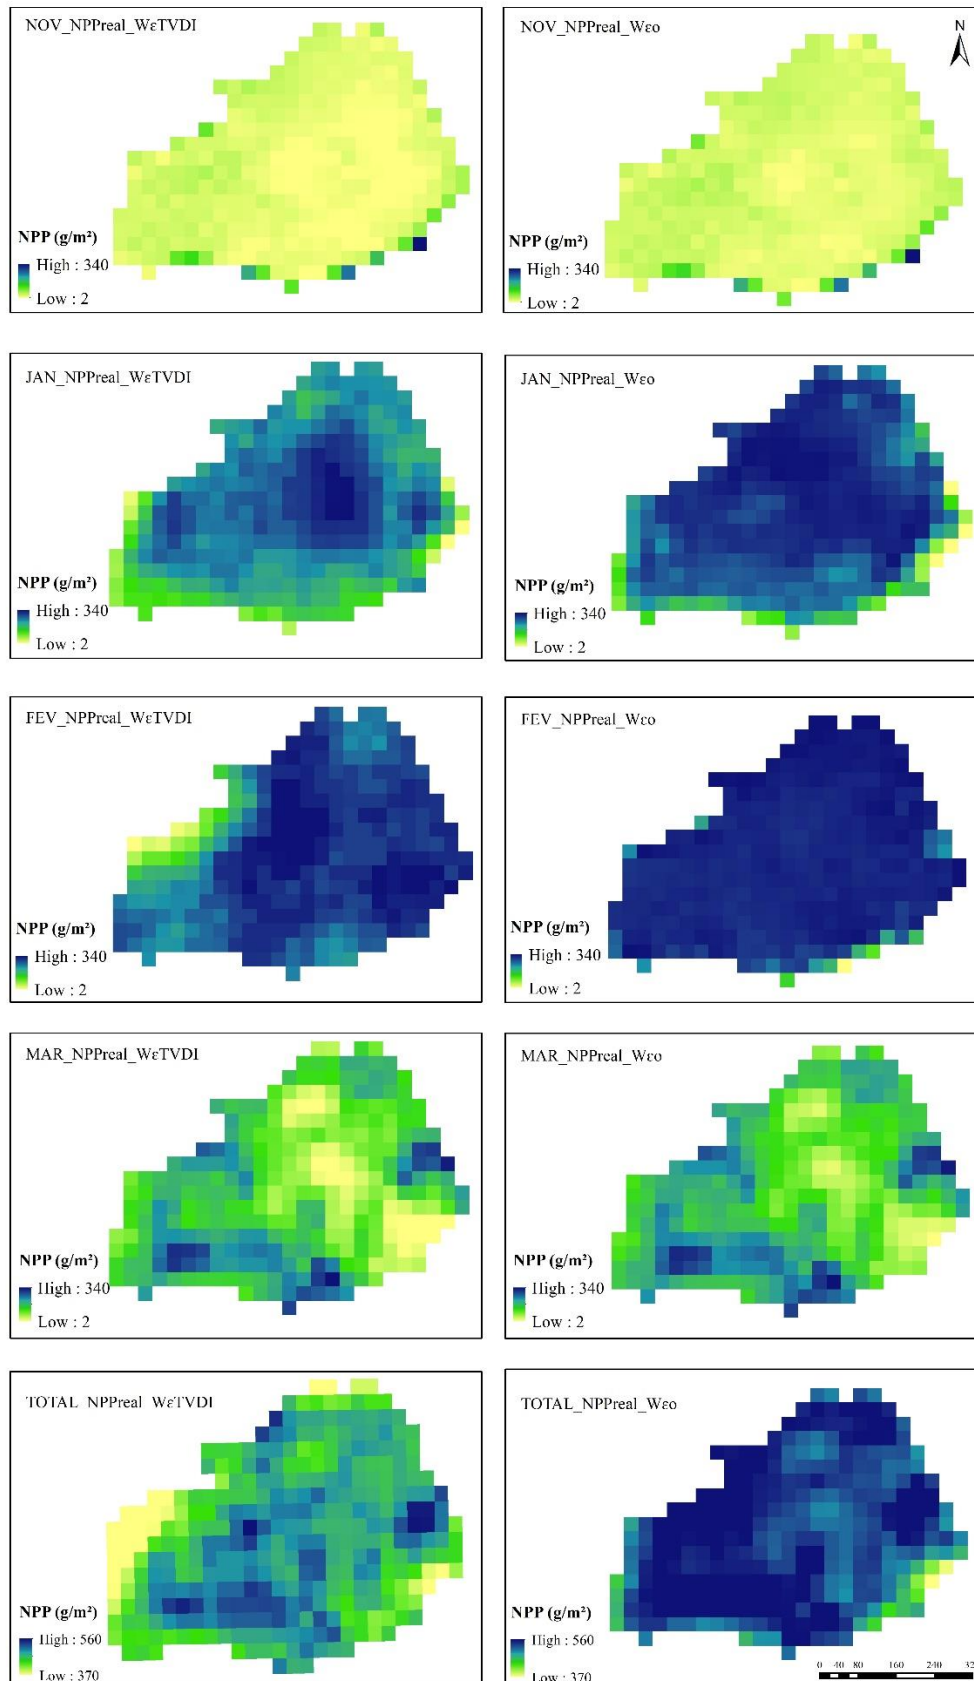 NOV_NPPreal_WεTVDI
NPP (g/m²)
High : 340
Low : 2
NOV_NPPreal_Wεo
N
NPP (g/m²)
High : 340
Low : 2
JAN_NPPreal_WεTVDI
NPP (g/m²)
High : 340
Low : 2
JAN_NPPreal_Wεo
NPP (g/m²)
High : 340
Low : 2
FEV_NPPreal_WεTVDI
NPP (g/m²)
High : 340
Low : 2
FEV_NPPreal_Wεo
NPP (g/m²)
High : 340
Low : 2
MAR_NPPreal_WεTVDI
NPP (g/m²)
High : 340
Low : 2
MAR_NPPreal_Wεo
NPP (g/m²)
High : 340
Low : 2
TOTAL_NPPreal_WεTVDI
NPP (g/m²)
High : 560
Low : 370
TOTAL_NPPreal_Wεo
NPP (g/m²)
High : 560
Low : 370
0 40 80 160 240